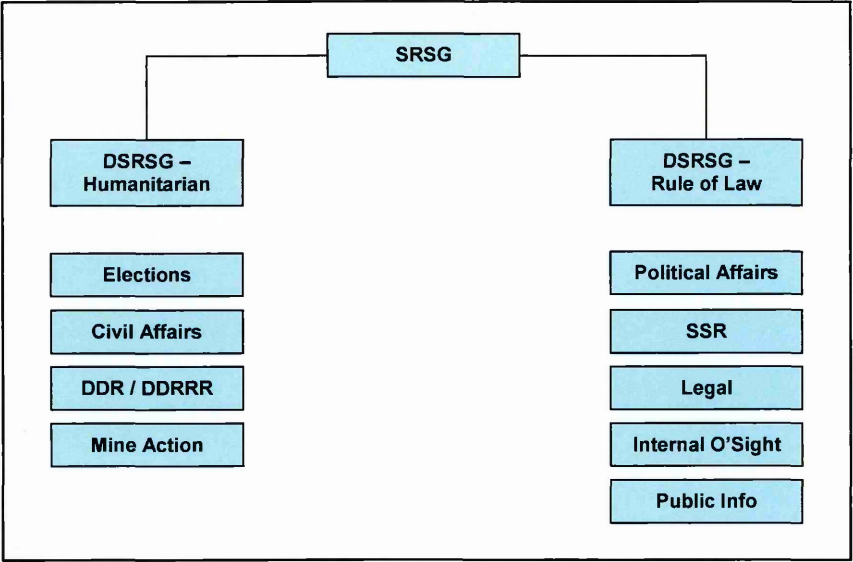 SRSG
DSRSG –
Humanitarian
Elections
Civil Affairs
DDR / DDRRR
Mine Action
DSRSG –
Rule of Law
Political Affairs
SSR
Legal
Internal O'Sight
Public Info